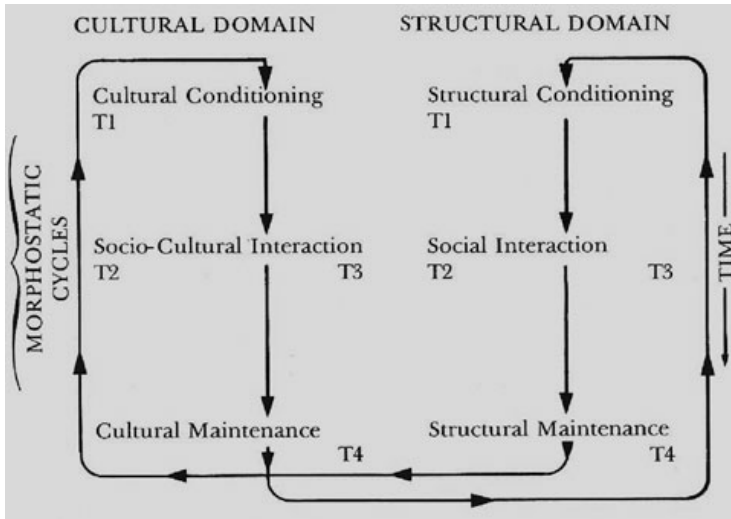 CULTURAL DOMAIN
STRUCTURAL DOMAIN
Cultural Conditioning
T1
Structural Conditioning
T1
MORPHOSTATIC
CYCLES
Socio-Cultural Interaction
T2
T3
Social Interaction
T2
T3
TIME
Cultural Maintenance
T4
Structural Maintenance
T4